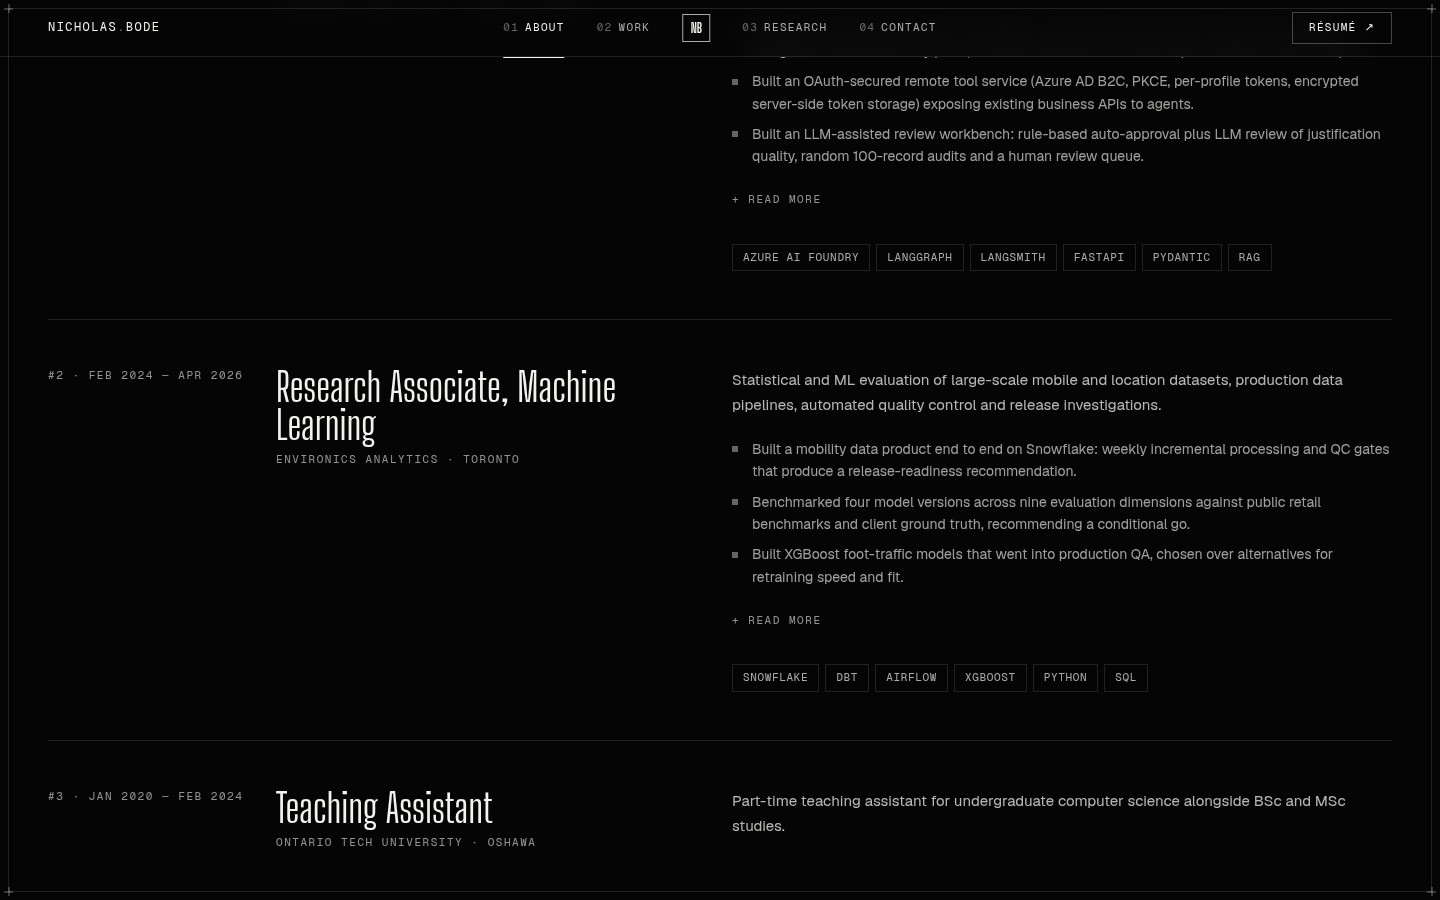 NICHOLAS.BODE
01 ABOUT
02 WORK
NB
03 RESEARCH
04 CONTACT
RÉSUMÉ ↗
Built an OAuth-secured remote tool service (Azure AD B2C, PKCE, per-profile tokens, encrypted
server-side token storage) exposing existing business APIs to agents.
Built an LLM-assisted review workbench: rule-based auto-approval plus LLM review of justification
quality, random 100-record audits and a human review queue.
+ READ MORE
AZURE AI FOUNDRY
LANGGRAPH
LANGSMITH
FASTAPI
PYDANTIC
RAG
#2 · FEB 2024 — APR 2026
Research Associate, Machine
Learning
ENVIRONICS ANALYTICS · TORONTO
Statistical and ML evaluation of large-scale mobile and location datasets, production data
pipelines, automated quality control and release investigations.
Built a mobility data product end to end on Snowflake: weekly incremental processing and QC gates
that produce a release-readiness recommendation.
Benchmarked four model versions across nine evaluation dimensions against public retail
benchmarks and client ground truth, recommending a conditional go.
Built XGBoost foot-traffic models that went into production QA, chosen over alternatives for
retraining speed and fit.
+ READ MORE
SNOWFLAKE
DBT
AIRFLOW
XGBOOST
PYTHON
SQL
#3 · JAN 2020 — FEB 2024
Teaching Assistant
ONTARIO TECH UNIVERSITY · OSHAWA
Part-time teaching assistant for undergraduate computer science alongside BSc and MSc
studies.